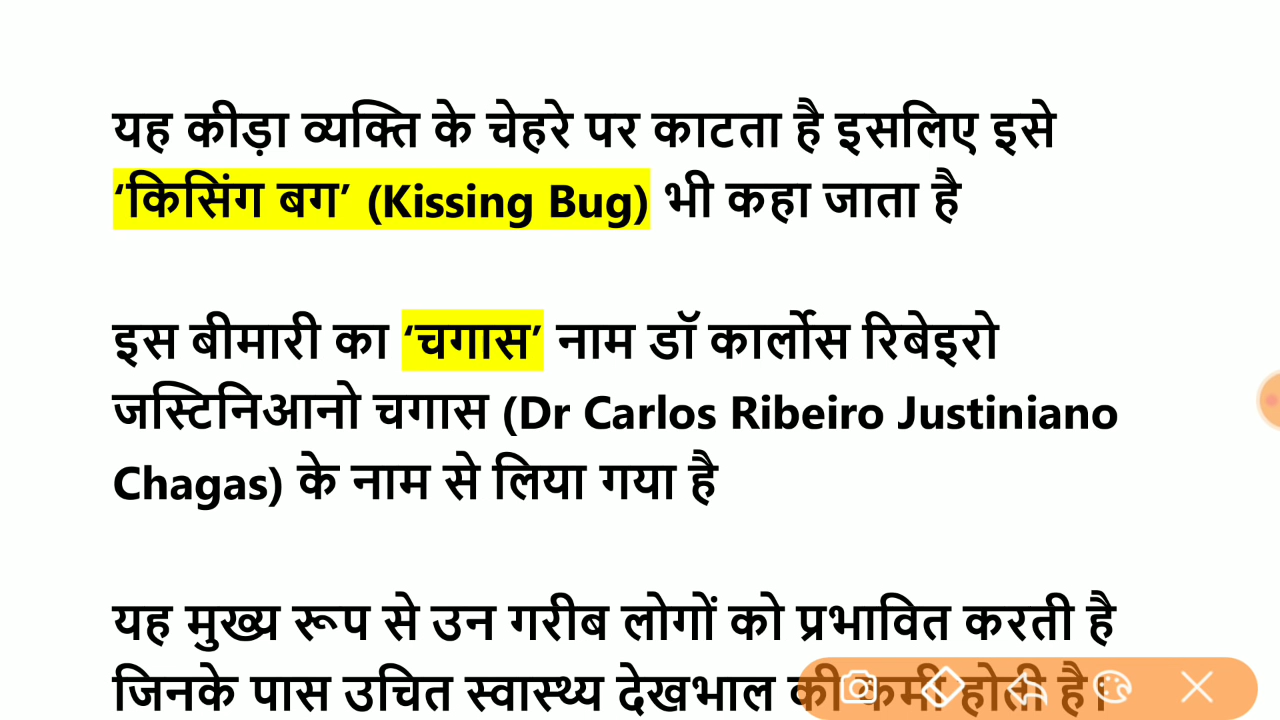 यह कीड़ा व्यक्ति के चेहरे पर काटता है इसलिए इसे
‘किसिंग बग’ (Kissing Bug) भी कहा जाता है
इस बीमारी का ‘चगास’ नाम डॉ कार्लोस रिबेइरो
जस्टिनिआनो चगास (Dr Carlos Ribeiro Justiniano
Chagas) के नाम से लिया गया है
यह मुख्य रूप से उन गरीब लोगों को प्रभावित करती है
जिनके पास उचित स्वास्थ्य देखभाल की कमी होती है।